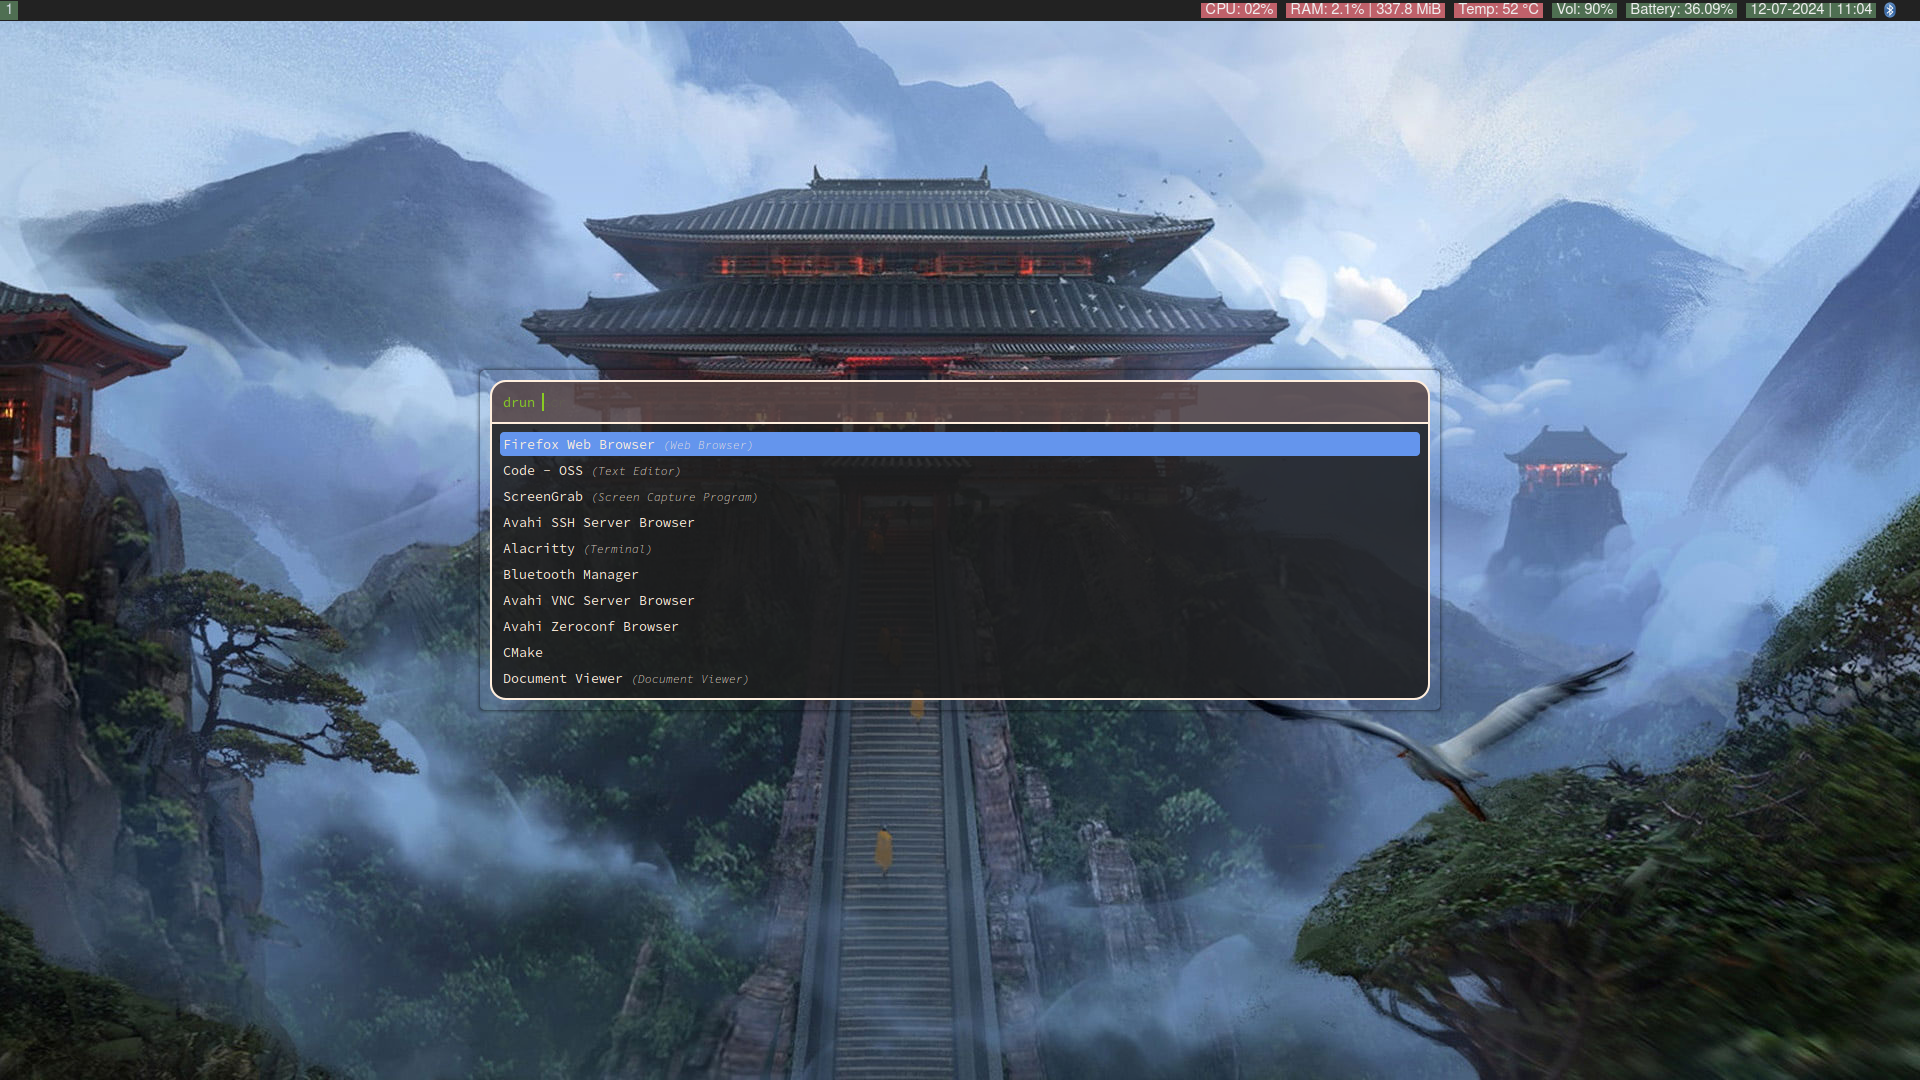 1 CPU: 02% RAM: 2.1% | 337.8 MiB Temp: 52 °C Vol: 90% Battery: 36.09% 12-07-2024 | 11:04
drun
Firefox Web Browser (Web Browser)
Code - OSS (Text Editor)
ScreenGrab (Screen Capture Program)
Avahi SSH Server Browser
Alacritty (Terminal)
Bluetooth Manager
Avahi VNC Server Browser
Avahi Zeroconf Browser
CMake
Document Viewer (Document Viewer)